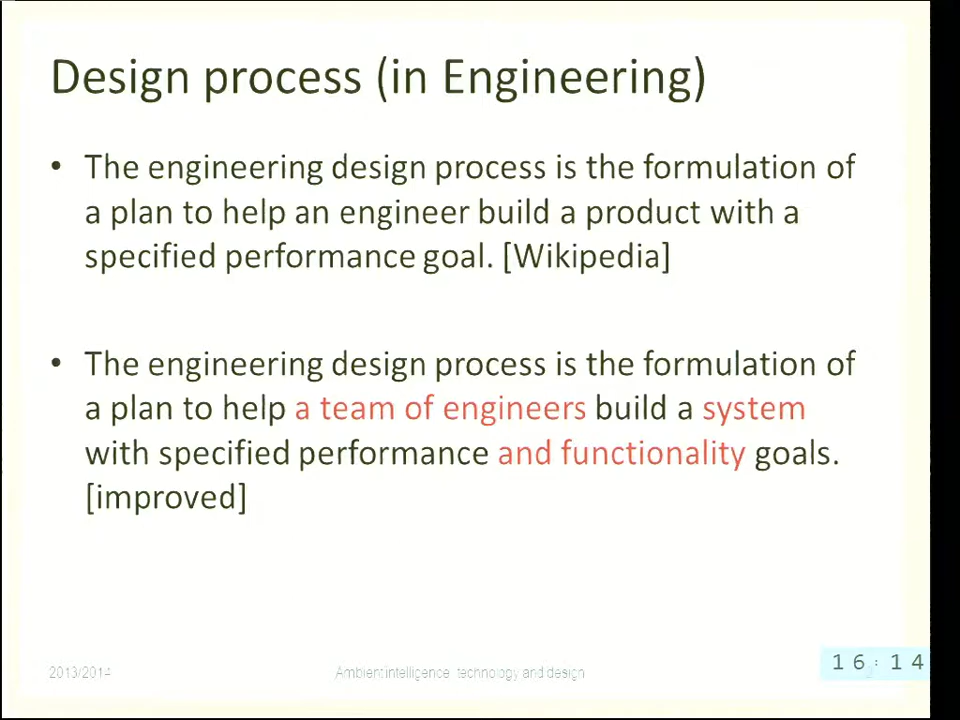 Design process (in Engineering)
• The engineering design process is the formulation of
a plan to help an engineer build a product with a
specified performance goal. [Wikipedia]
• The engineering design process is the formulation of
a plan to help a team of engineers build a system
with specified performance and functionality goals.
[improved]
2013/2014
Ambient intelligence: technology and design
16:14